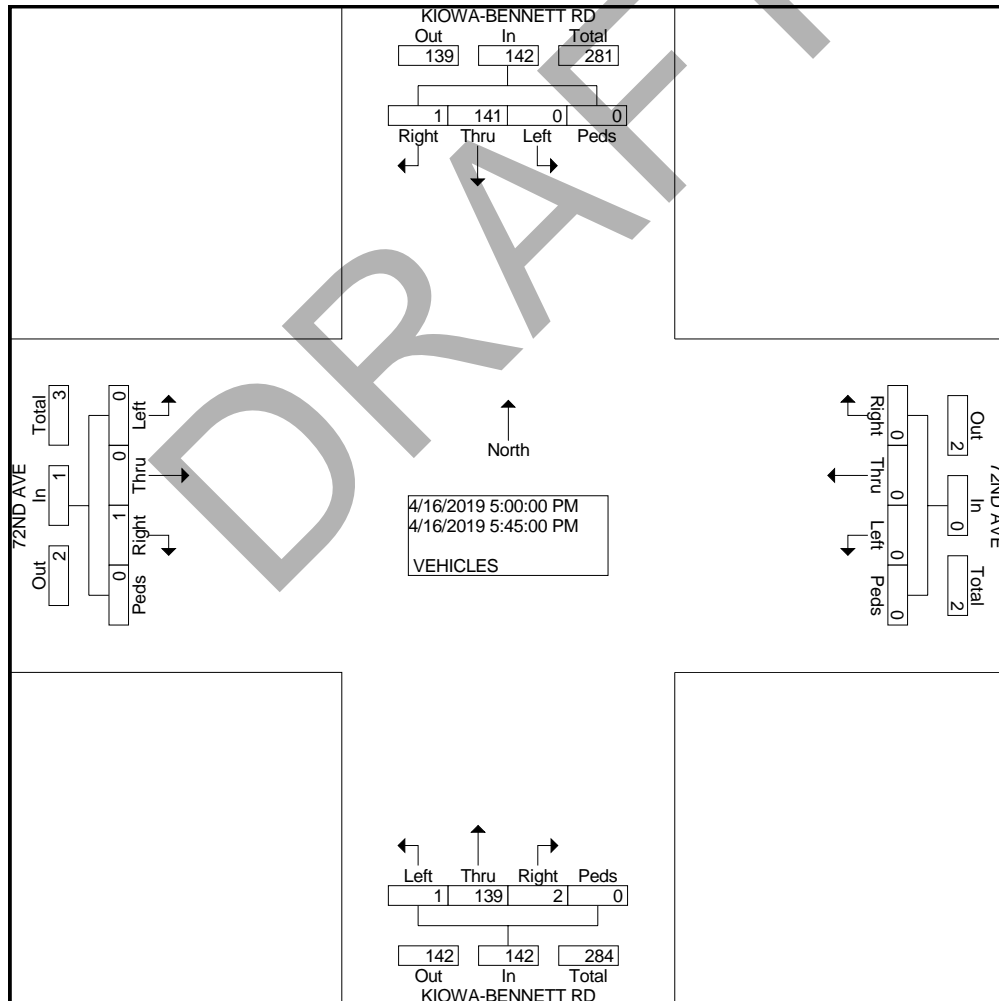 KIOWA-BENNETT RD
Out In Total
139 142 281
1 141 0 0
Right Thru Left Peds
DRAFT
72ND AVE
Total In Out
3 1 2
0 0 1 0
Left Thru Right Peds
North
4/16/2019 5:00:00 PM
4/16/2019 5:45:00 PM
VEHICLES
Right Thru Left Peds
0 0 0 0
Out In Total
2 0 2
72ND AVE
Left Thru Right Peds
1 139 2 0
142 142 284
Out In Total
KIOWA-BENNETT RD